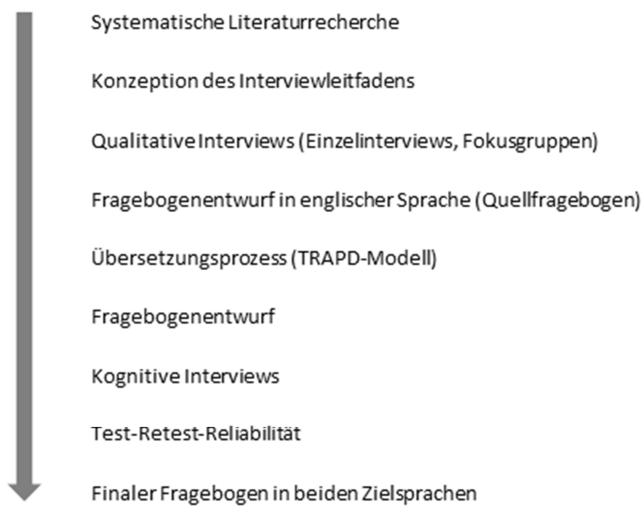 Systematische Literaturrecherche
Konzeption des Interviewleitfadens
Qualitative Interviews (Einzelinterviews, Fokusgruppen)
Fragebogenentwurf in englischer Sprache (Quellfragebogen)
Übersetzungsprozess (TRAPD-Modell)
Fragebogenentwurf
Kognitive Interviews
Test-Retest-Reliabilität
Finaler Fragebogen in beiden Zielsprachen